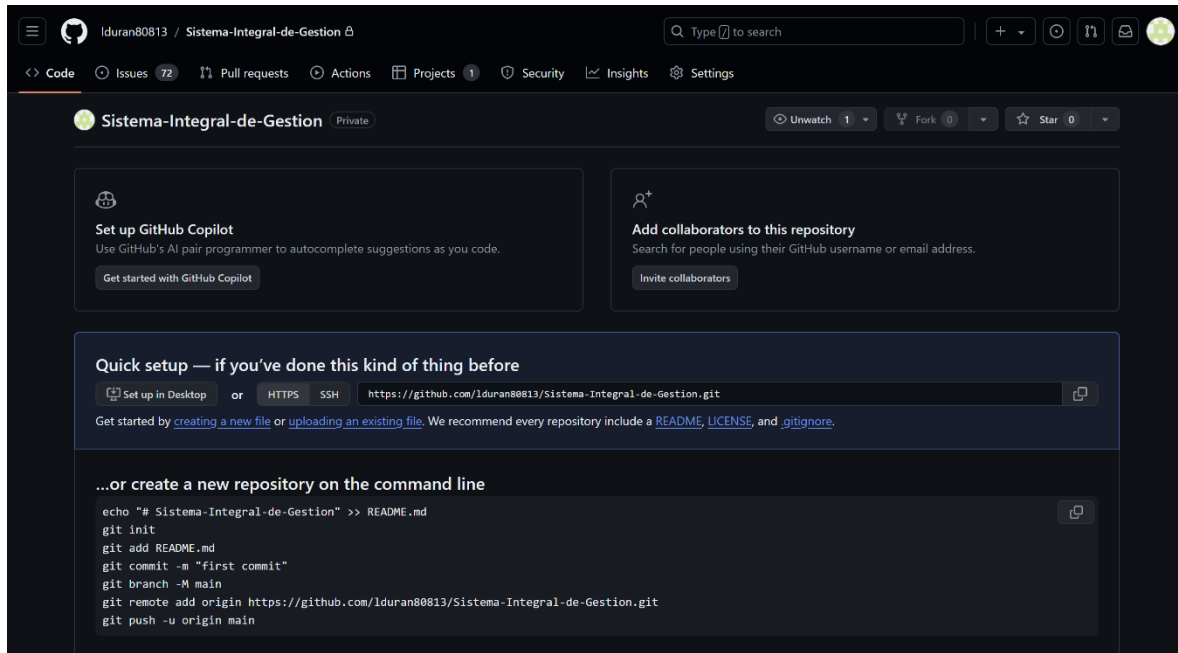 lduran80813 / Sistema-Integral-de-Gestion
Type / to search
Code Issues 72 Pull requests Actions Projects 1 Security Insights Settings
Sistema-Integral-de-Gestion Private
Unwatch 1 Fork 0 Star 0
Set up GitHub Copilot
Use GitHub's AI pair programmer to autocomplete suggestions as you code.
Get started with GitHub Copilot
Add collaborators to this repository
Search for people using their GitHub username or email address.
Invite collaborators
Quick setup — if you've done this kind of thing before
Set up in Desktop or HTTPS SSH https://github.com/lduran80813/Sistema-Integral-de-Gestion.git
Get started by creating a new file or uploading an existing file. We recommend every repository include a README, LICENSE, and .gitignore.
...or create a new repository on the command line
echo "# Sistema-Integral-de-Gestion" >> README.md
git init
git add README.md
git commit -m "first commit"
git branch -M main
git remote add origin https://github.com/lduran80813/Sistema-Integral-de-Gestion.git
git push -u origin main